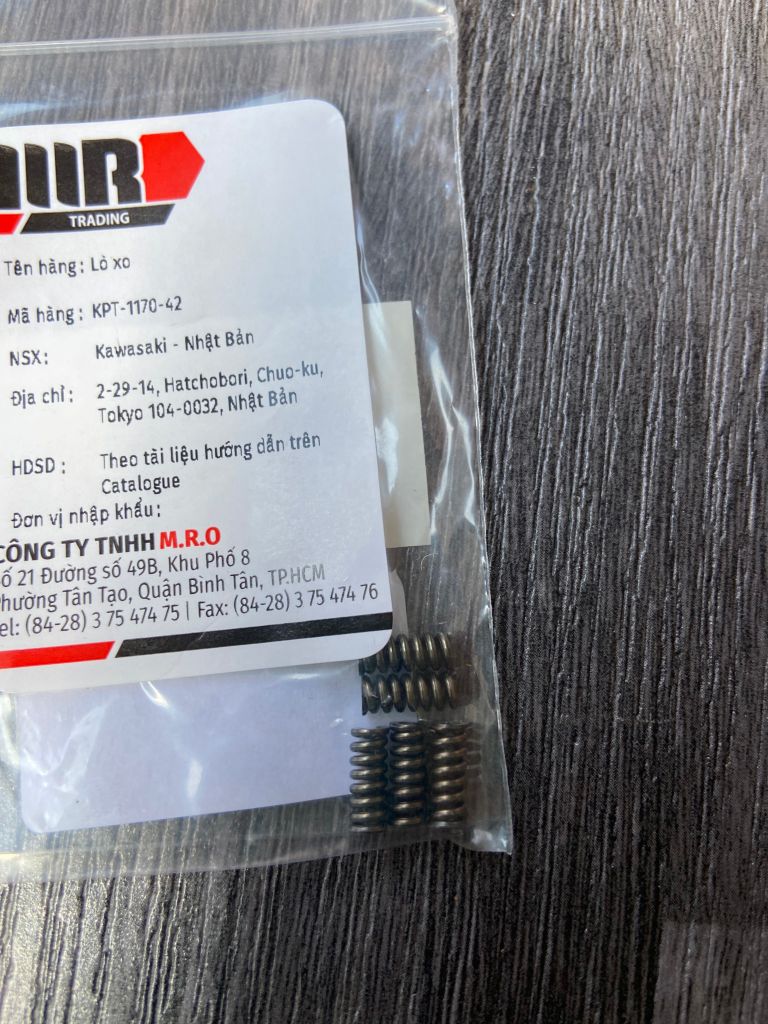 TRADING
Tên hàng: Lò xo
Mã hàng: KPT-1170-42
NSX: Kawasaki - Nhật Bản
Địa chỉ: 2-29-14, Hatchobori, Chuo-ku,
Tokyo 104-0032, Nhật Bản
HDSD: Theo tài liệu hướng dẫn trên
Catalogue
Đơn vị nhập khẩu:
CÔNG TY TNHH M.R.O
21 Đường số 49B, Khu Phố 8
Tân Tạo, Quận Bình Tân, TP.HCM
(84-28) 3 75 474 75 | Fax: (84-28) 3 75 474 76